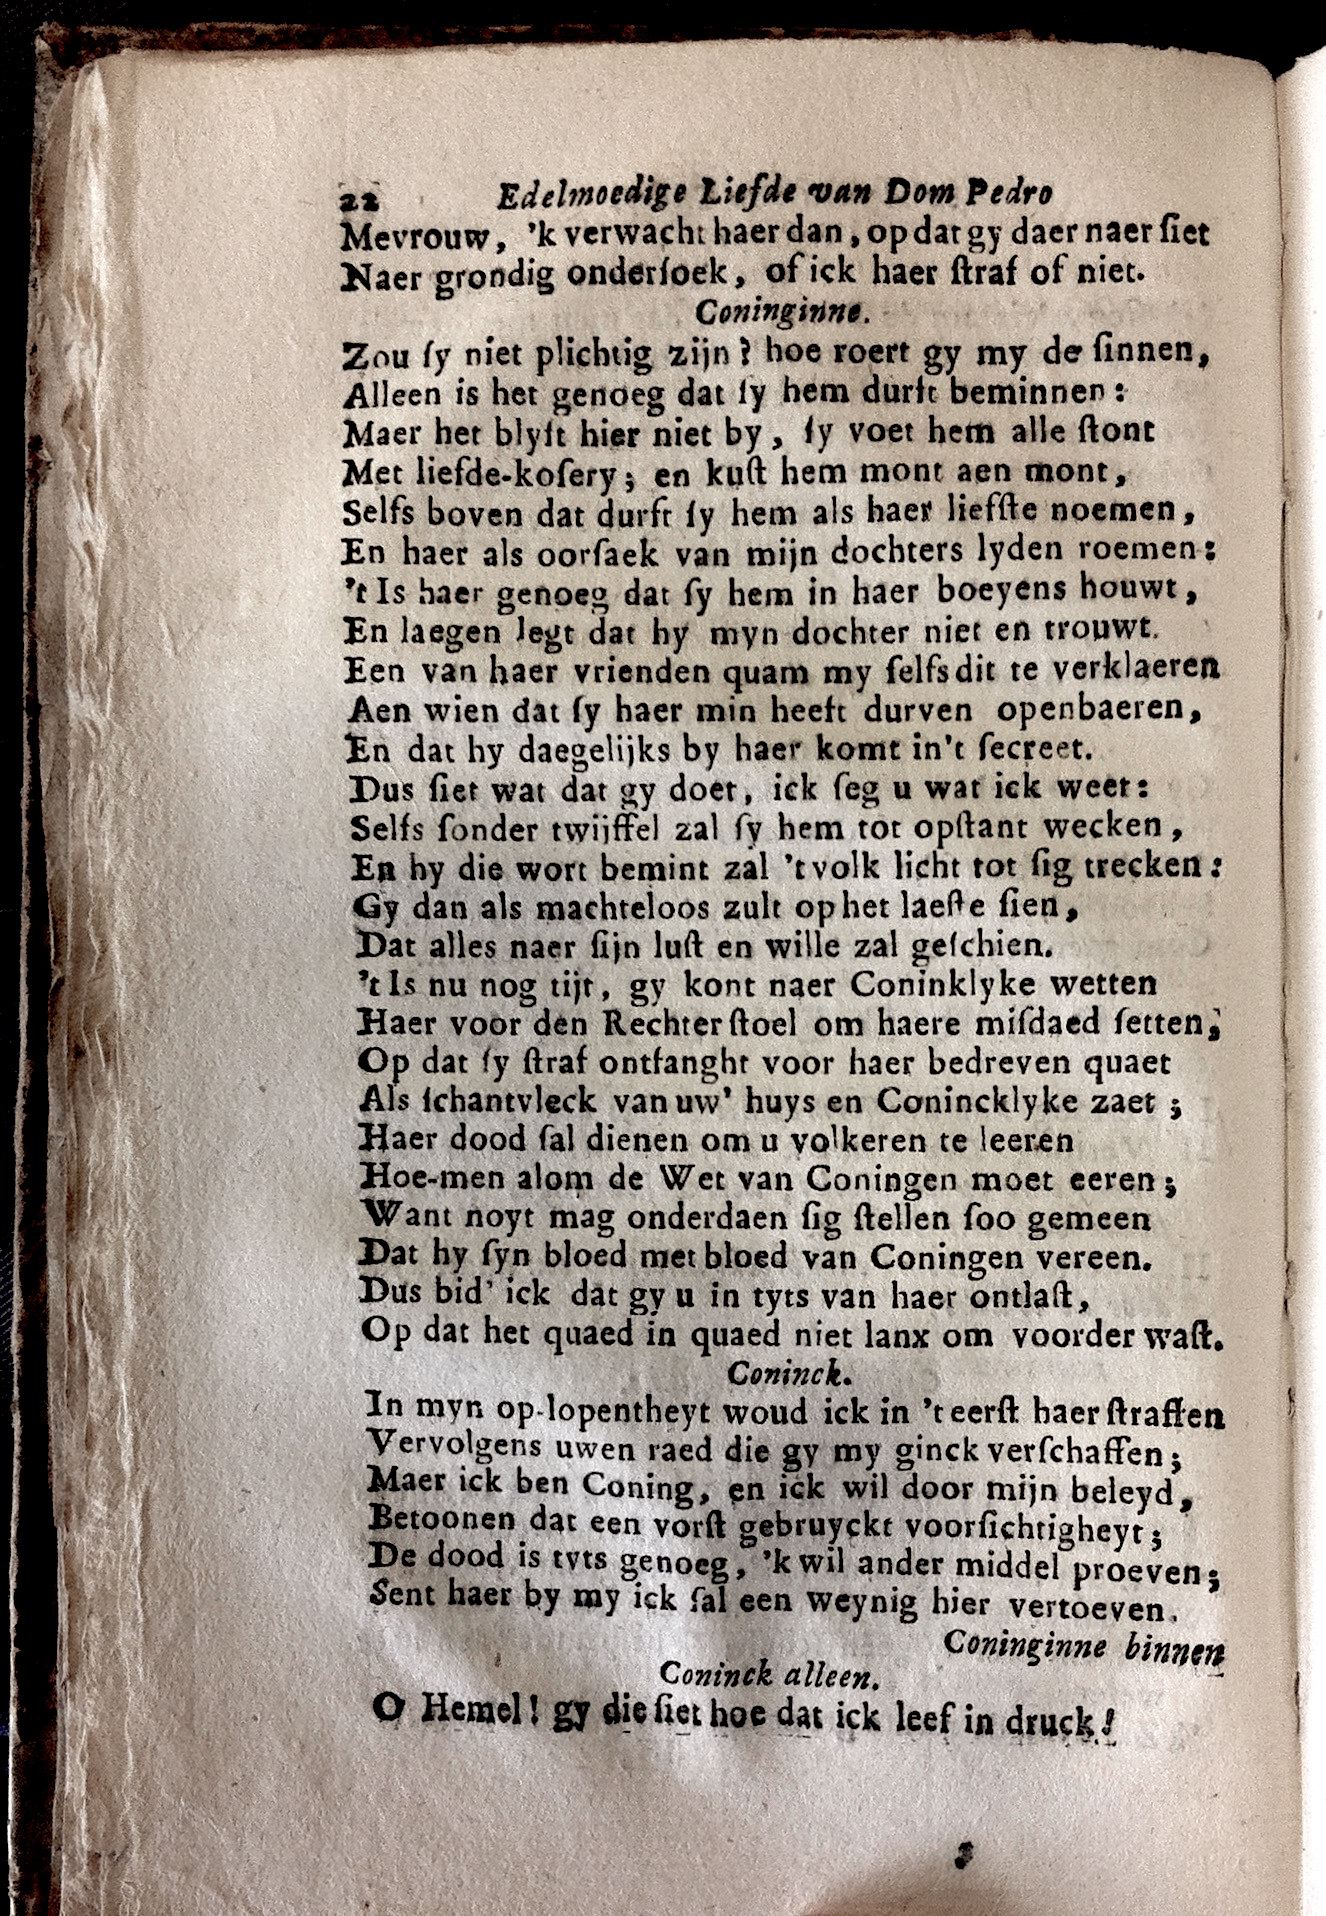 22 Edelmoedige Liefde van Dom Pedro
Mevrouw, 'k verwacht haer dan, op dat gy daer naer ſiet
Naer grondig onderſoek, of ick haer ſtraf of niet.
Coninginne.
Zou ſy niet plichtig zijn? hoe roert gy my de ſinnen,
Alleen is het genoeg dat ſy hem durft beminnen:
Maer het blyft hier niet by, ſy voet hem alle ſtont
Met liefde-koſery; en kuſt hem mont aen mont,
Selfs boven dat durft ſy hem als haer liefſte noemen,
En haer als oorſaek van mijn dochters lyden roemen:
't Is haer genoeg dat ſy hem in haer boeyens houwt,
En laegen legt dat hy myn dochter niet en trouwt.
Een van haer vrienden quam my ſelfs dit te verklaeren
Aen wien dat ſy haer min heeft durven openbaeren,
En dat hy daegelijks by haer komt in't ſecreet.
Dus ſiet wat dat gy doet, ick ſeg u wat ick weet:
Selfs ſonder twijffel zal ſy hem tot opſtant wecken,
En hy die wort bemint zal 't volk licht tot ſig trecken:
Gy dan als machteloos zult op het laeſte ſien,
Dat alles naer ſijn luſt en wille zal geſchien.
't Is nu nog tijt, gy kont naer Coninklyke wetten
Haer voor den Rechterſtoel om haere miſdaed ſetten,
Op dat ſy ſtraf ontfanght voor haer bedreven quaet
Als ſchantvleck van uw' huys en Conincklyke zaet;
Haer dood ſal dienen om u volkeren te leeren
Hoe-men alom de Wet van Coningen moet eeren;
Want noyt mag onderdaen ſig ſtellen ſoo gemeen
Dat hy ſyn bloed met bloed van Coningen vereen.
Dus bid' ick dat gy u in tyts van haer ontlaſt,
Op dat het quaed in quaed niet lanx om voorder waſt.
Coninck.
In myn op-lopentheyt woud ick in 't eerſt haer ſtraffen
Vervolgens uwen raed die gy my ginck verſchaffen;
Maer ick ben Coning, en ick wil door mijn beleyd,
Betoonen dat een vorſt gebruyckt voorſichtigheyt;
De dood is tyts genoeg, 'k wil ander middel proeven;
Sent haer by my ick ſal een weynig hier vertoeven.
Coninginne binnen
Coninck alleen.
O Hemel! gy die ſiet hoe dat ick leef in druck!